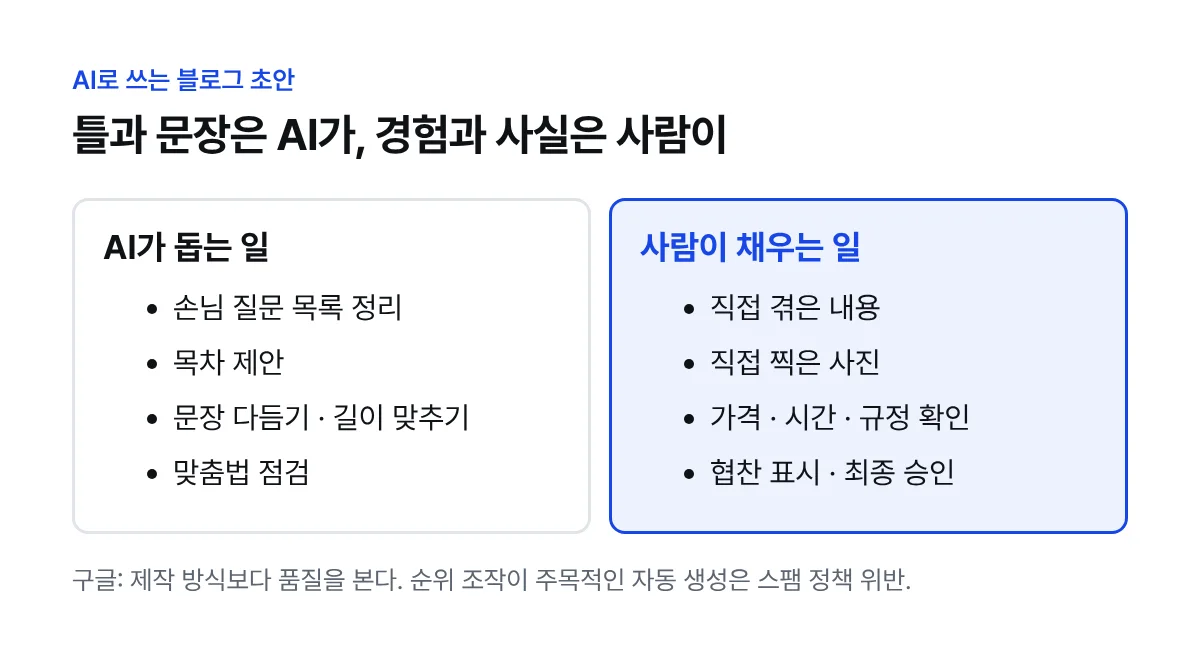 AI로 쓰는 블로그 초안
틀과 문장은 AI가, 경험과 사실은 사람이
AI가 돕는 일
• 손님 질문 목록 정리
• 목차 제안
• 문장 다듬기 · 길이 맞추기
• 맞춤법 점검
사람이 채우는 일
• 직접 겪은 내용
• 직접 찍은 사진
• 가격 · 시간 · 규정 확인
• 협찬 표시 · 최종 승인
구글: 제작 방식보다 품질을 본다. 순위 조작이 주목적인 자동 생성은 스팸 정책 위반.